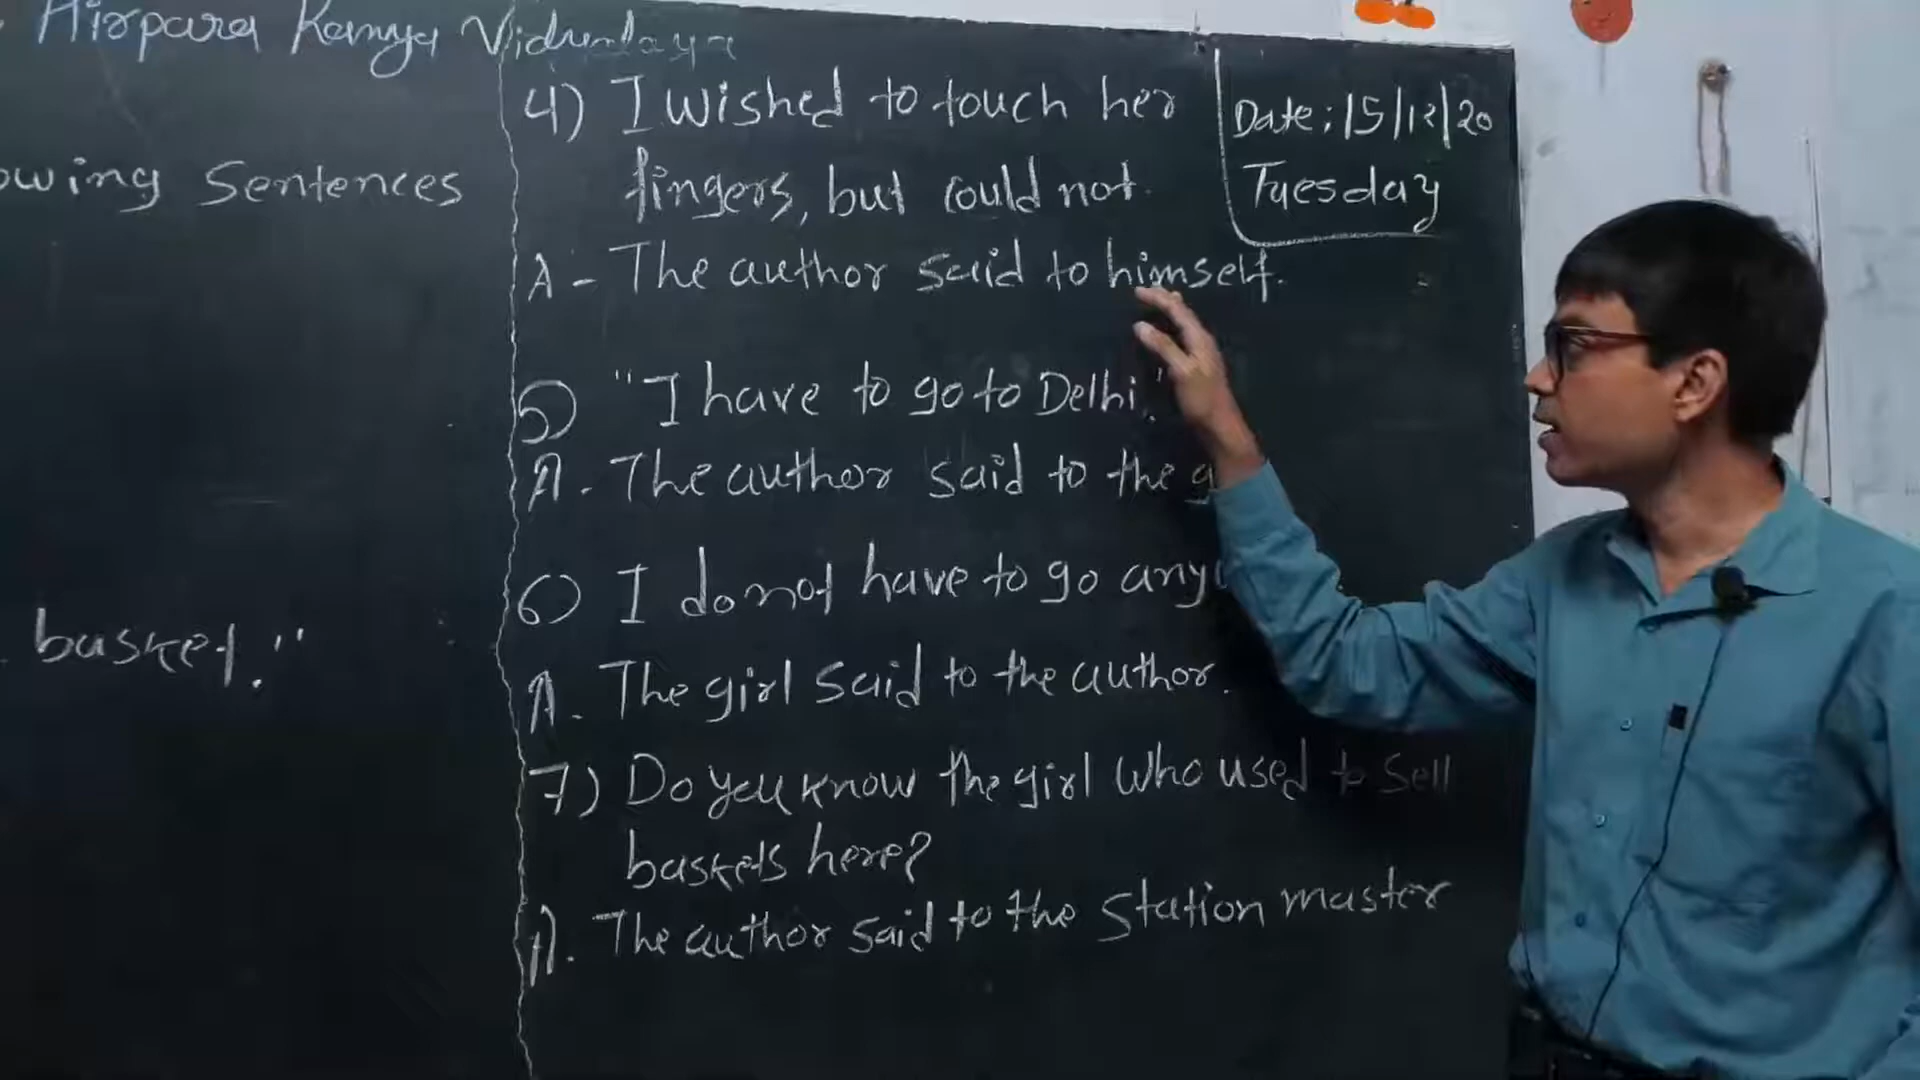 Hirpara Kanya Vidyalaya
owing Sentences
basket."
Date: 15/12/20
Tuesday
4) I wished to touch her
fingers, but could not.
A - The author said to himself.
5) "I have to go to Delhi."
A. The author said to the g
6) I do not have to go any
A. The girl said to the author.
7) Do you know the girl who used to sell
baskets here?
A. The author said to the Station master